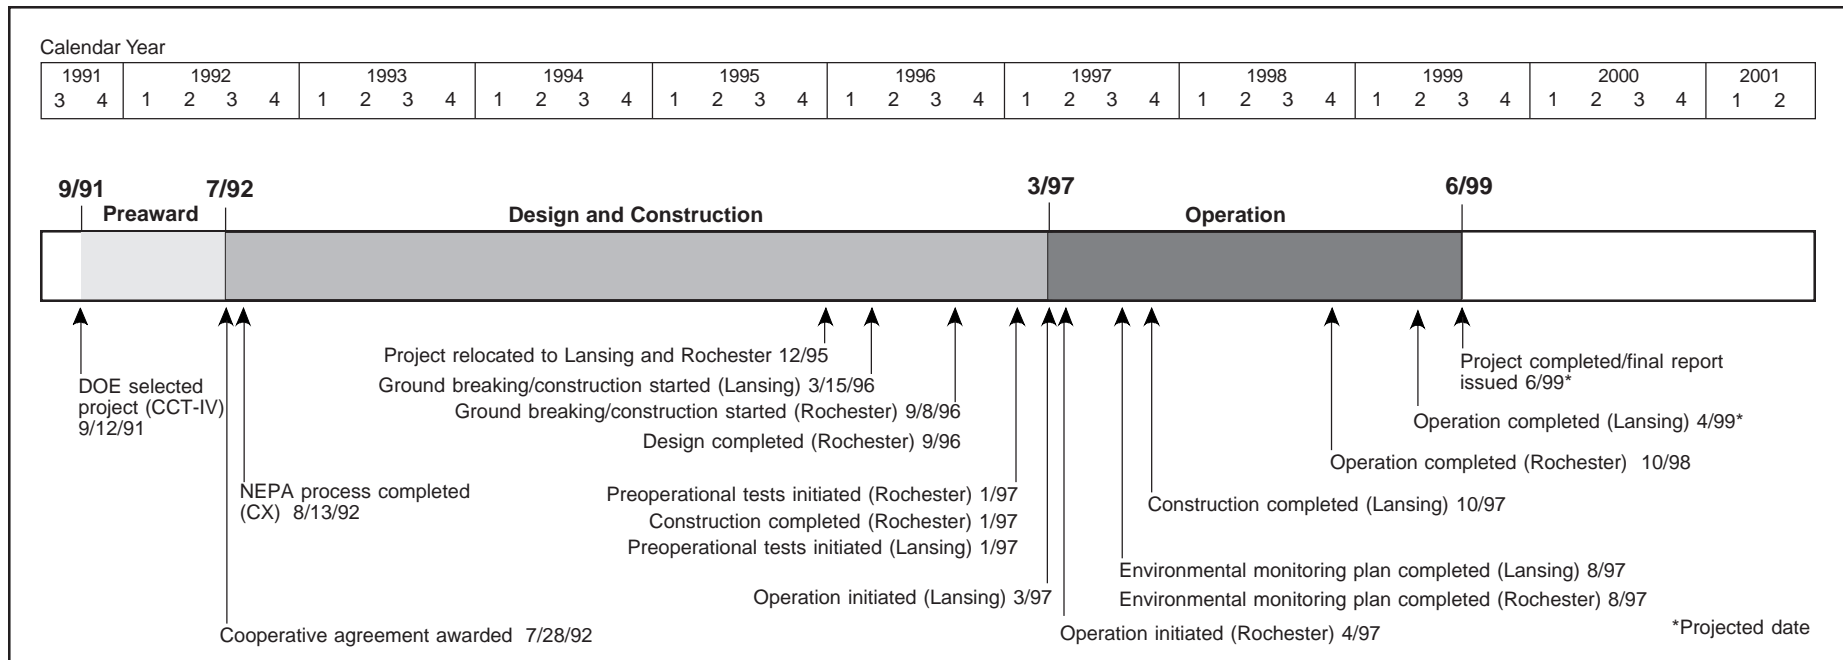 Calendar Year
1991 1992 1993 1994 1995 1996 1997 1998 1999 2000 2001
3 4 1 2 3 4 1 2 3 4 1 2 3 4 1 2 3 4 1 2 3 4 1 2 3 4 1 2 3 4 1 2 3 4 1 2 3 4 1 2
9/91 7/92 3/97 6/99
Preaward Design and Construction Operation
DOE selected
project (CCT-IV)
9/12/91
NEPA process completed
(CX) 8/13/92
Cooperative agreement awarded 7/28/92
Project relocated to Lansing and Rochester 12/95
Ground breaking/construction started (Lansing) 3/15/96
Ground breaking/construction started (Rochester) 9/8/96
Design completed (Rochester) 9/96
Preoperational tests initiated (Rochester) 1/97
Construction completed (Rochester) 1/97
Preoperational tests initiated (Lansing) 1/97
Operation initiated (Lansing) 3/97
Operation initiated (Rochester) 4/97
Environmental monitoring plan completed (Lansing) 8/97
Environmental monitoring plan completed (Rochester) 8/97
Construction completed (Lansing) 10/97
Operation completed (Rochester) 10/98
Operation completed (Lansing) 4/99*
Project completed/final report
issued 6/99*
*Projected date